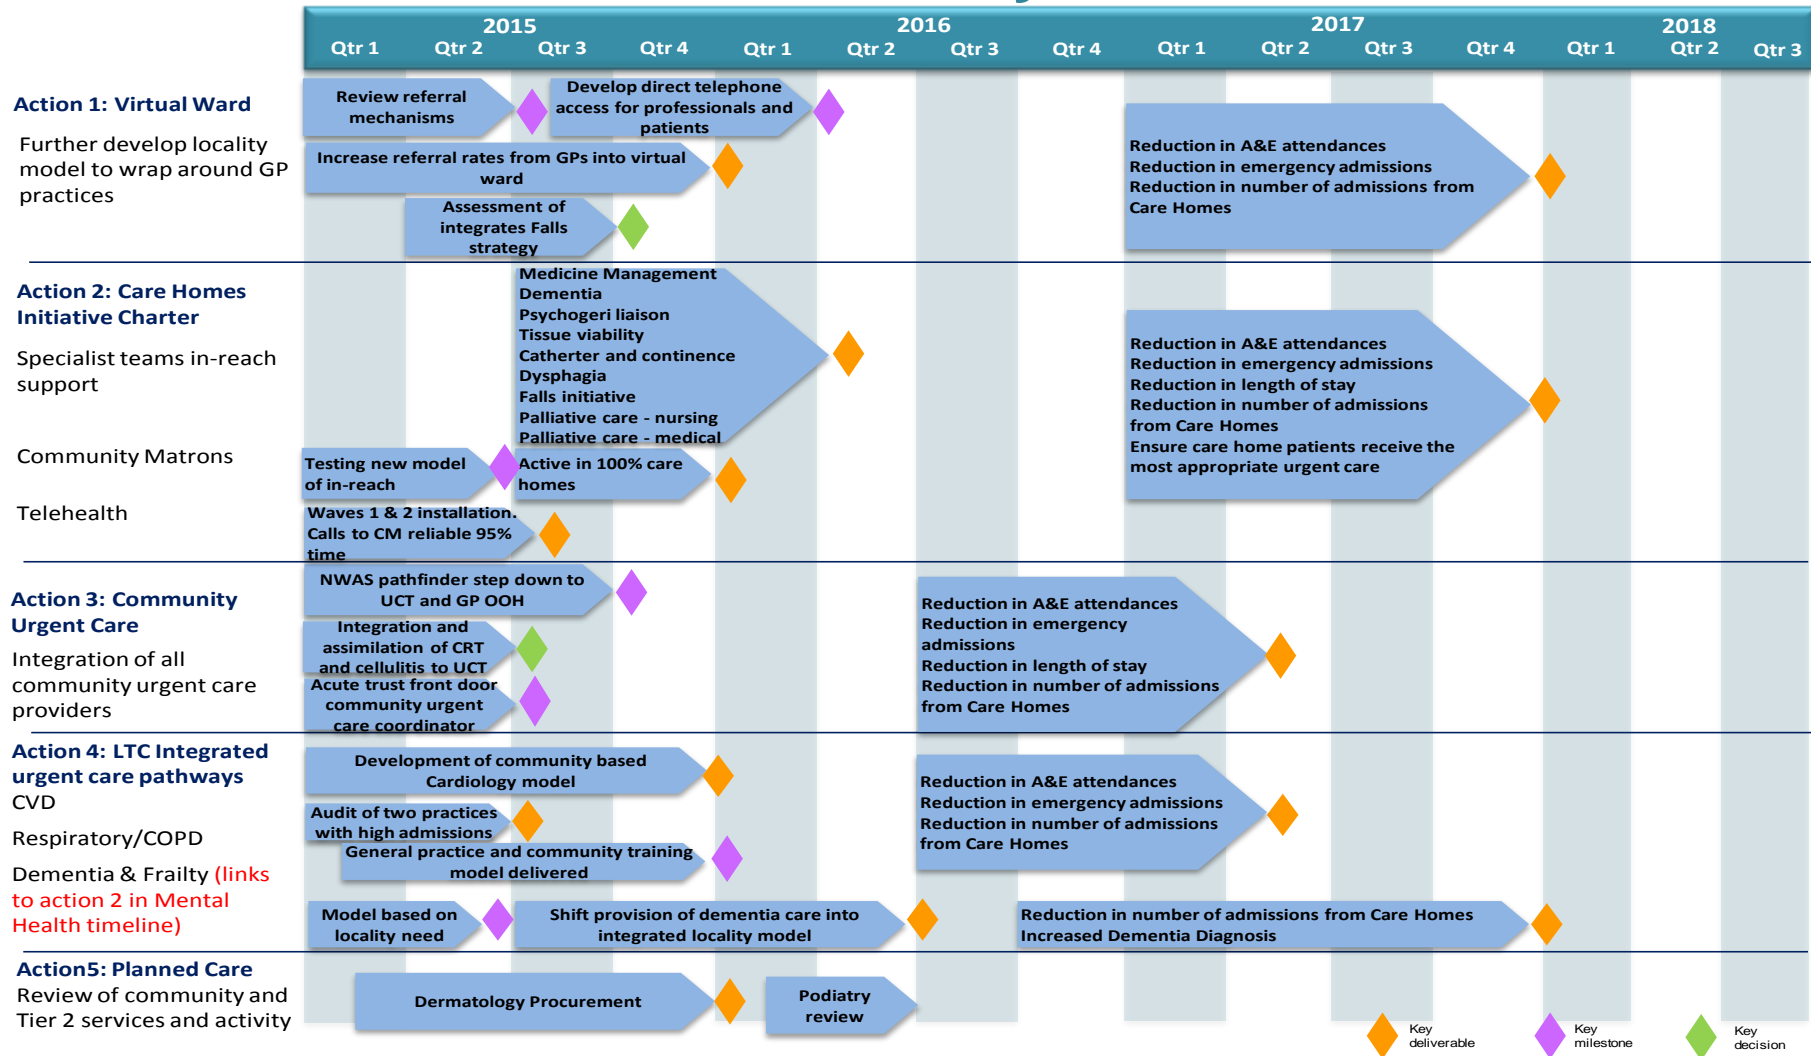 2015
2016
2017
2018
Qtr 1
Qtr 2
Qtr 3
Qtr 4
Qtr 1
Qtr 2
Qtr 3
Qtr 4
Qtr 1
Qtr 2
Qtr 3
Qtr 4
Qtr 1
Qtr 2
Qtr 3
Action 1: Virtual Ward
Further develop locality
model to wrap around GP
practices
Review referral
mechanisms
Develop direct telephone
access for professionals and
patients
Increase referral rates from GPs into virtual
ward
Assessment of
integrates Falls
strategy
Reduction in A&E attendances
Reduction in emergency admissions
Reduction in number of admissions from
Care Homes
Action 2: Care Homes
Initiative Charter
Specialist teams in-reach
support
Community Matrons
Telehealth
Medicine Management
Dementia
Psychogeri liaison
Tissue viability
Catherter and continence
Dysphagia
Falls initiative
Palliative care - nursing
Palliative care - medical
Testing new model
of in-reach
Active in 100% care
homes
Waves 1 & 2 installation.
Calls to CM reliable 95%
time
Reduction in A&E attendances
Reduction in emergency admissions
Reduction in length of stay
Reduction in number of admissions
from Care Homes
Ensure care home patients receive the
most appropriate urgent care
Action 3: Community
Urgent Care
Integration of all
community urgent care
providers
NWAS pathfinder step down to
UCT and GP OOH
Integration and
assimilation of CRT
and cellulitis to UCT
Acute trust front door
community urgent
care coordinator
Reduction in A&E attendances
Reduction in emergency
admissions
Reduction in length of stay
Reduction in number of admissions
from Care Homes
Action 4: LTC Integrated
urgent care pathways
CVD
Respiratory/COPD
Dementia & Frailty (links
to action 2 in Mental
Health timeline)
Development of community based
Cardiology model
Audit of two practices
with high admissions
General practice and community training
model delivered
Model based on
locality need
Shift provision of dementia care into
integrated locality model
Reduction in A&E attendances
Reduction in emergency admissions
Reduction in number of admissions
from Care Homes
Reduction in number of admissions from Care Homes
Increased Dementia Diagnosis
Action5: Planned Care
Review of community and
Tier 2 services and activity
Dermatology Procurement
Podiatry
review
Key
deliverable
Key
milestone
Key
decision